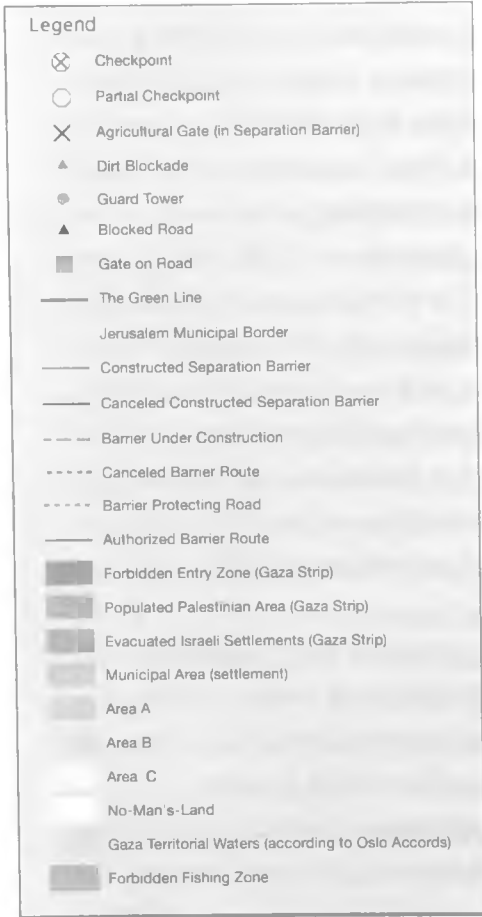 Legend
Checkpoint
Partial Checkpoint
Agricultural Gate (in Separation Barrier)
Dirt Blockade
Guard Tower
Blocked Road
Gate on Road
The Green Line
Jerusalem Municipal Border
Constructed Separation Barrier
Canceled Constructed Separation Barrier
Barrier Under Construction
Canceled Barrier Route
Barrier Protecting Road
Authorized Barrier Route
Forbidden Entry Zone (Gaza Strip)
Populated Palestinian Area (Gaza Strip)
Evacuated Israeli Settlements (Gaza Strip)
Municipal Area (settlement)
Area A
Area B
Area C
No-Man's-Land
Gaza Territorial Waters (according to Oslo Accords)
Forbidden Fishing Zone